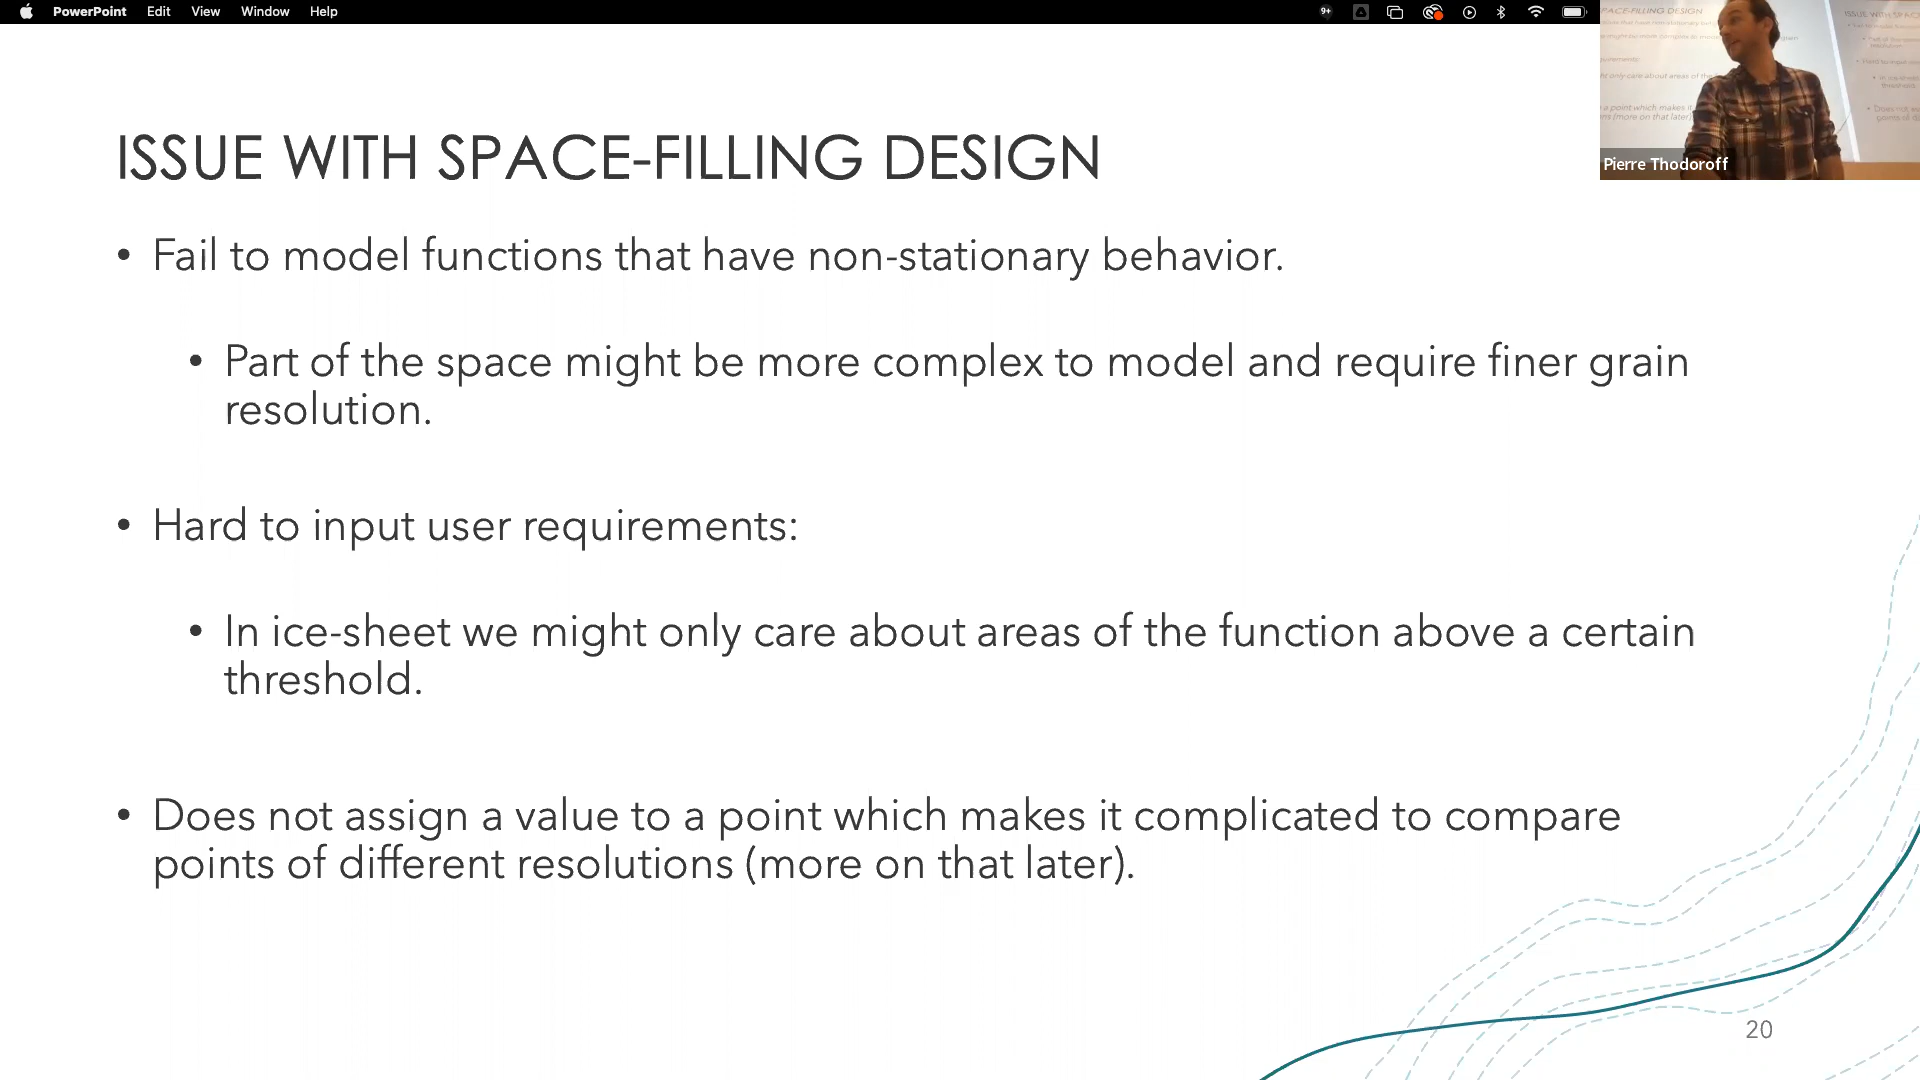 PowerPoint Edit View Window Help
9+
ISSUE WITH SPACE-FILLING DESIGN
Pierre Thodoroff
• Fail to model functions that have non-stationary behavior.
• Part of the space might be more complex to model and require finer grain
resolution.
• Hard to input user requirements:
• In ice-sheet we might only care about areas of the function above a certain
threshold.
• Does not assign a value to a point which makes it complicated to compare
points of different resolutions (more on that later).
20